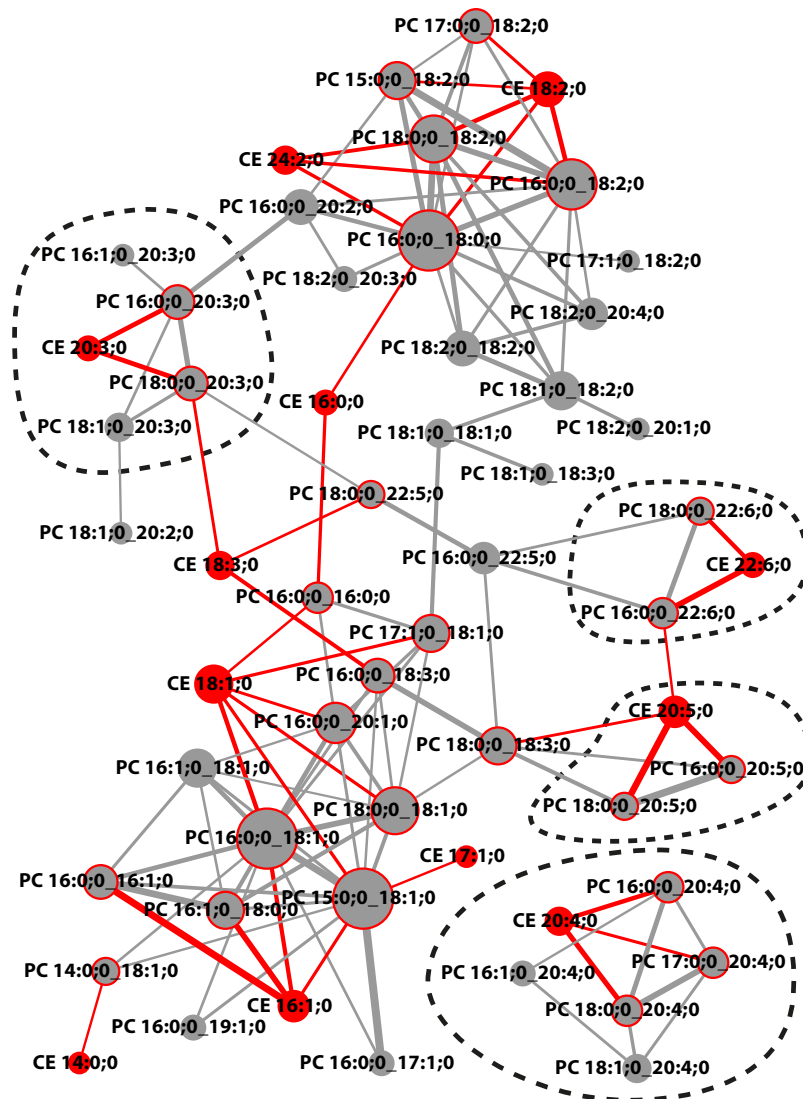 PC 17:0;0_18:2;0
PC 15:0;0_18:2;0
CE 18:2;0
PC 18:0;0_18:2;0
CE 24:2;0
PC 16:0;0_18:2;0
PC 16:0;0_20:2;0
PC 16:0;0_18:0;0
PC 16:1;0_20:3;0
PC 17:1;0_18:2;0
PC 18:2;0_20:3;0
PC 16:0;0_20:3;0
PC 18:2;0_20:4;0
CE 20:3;0
PC 18:2;0_18:2;0
PC 18:0;0_20:3;0
PC 18:1;0_18:2;0
CE 16:0;0
PC 18:1;0_20:3;0
PC 18:1;0_18:1;0
PC 18:2;0_20:1;0
PC 18:1;0_18:3;0
PC 18:0;0_22:5;0
PC 18:0;0_22:6;0
PC 18:1;0_20:2;0
PC 16:0;0_22:5;0
CE 18:3;0
CE 22:6;0
PC 16:0;0_16:0;0
PC 16:0;0_22:6;0
PC 17:1;0_18:1;0
PC 16:0;0_18:3;0
CE 18:1;0
CE 20:5;0
PC 16:0;0_20:1;0
PC 18:0;0_18:3;0
PC 16:1;0_18:1;0
PC 16:0;0_20:5;0
PC 18:0;0_20:5;0
PC 18:0;0_18:1;0
PC 16:0;0_18:1;0
CE 17:1;0
PC 16:0;0_16:1;0
PC 16:0;0_20:4;0
PC 15:0;0_18:1;0
PC 16:1;0_18:0;0
CE 20:4;0
PC 17:0;0_20:4;0
PC 14:0;0_18:1;0
PC 16:1;0_20:4;0
CE 16:1;0
PC 18:0;0_20:4;0
PC 16:0;0_19:1;0
CE 14:0;0
PC 16:0;0_17:1;0
PC 18:1;0_20:4;0